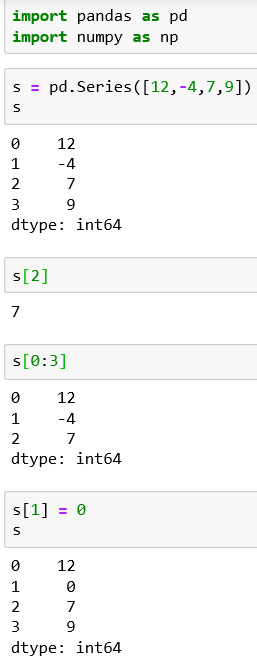 import pandas as pd
import numpy as np
s = pd.Series([12,-4,7,9])
s
0    12
1    -4
2     7
3     9
dtype: int64
s[2]
7
s[0:3]
0    12
1    -4
2     7
dtype: int64
s[1] = 0
s
0    12
1     0
2     7
3     9
dtype: int64